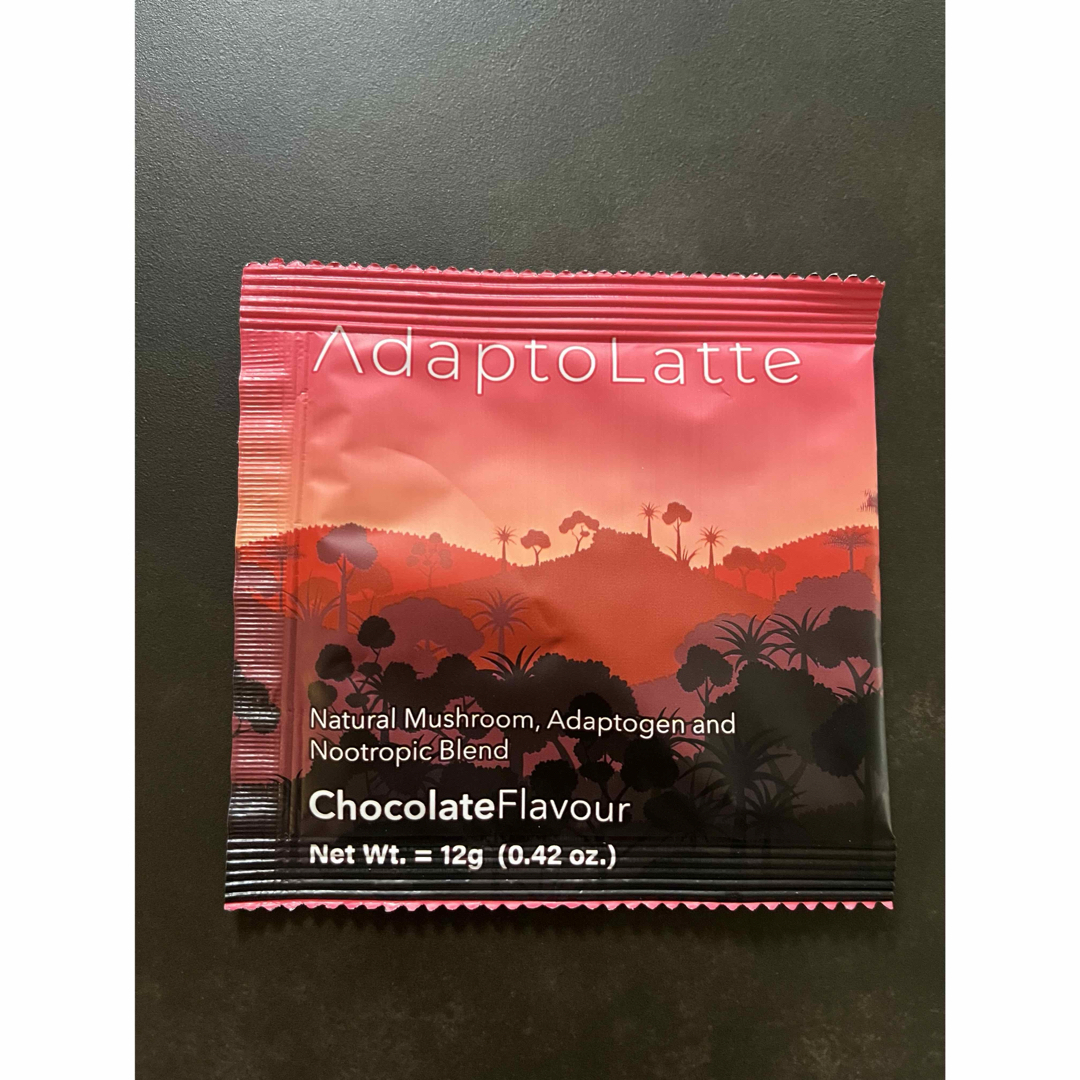 AdaptoLatte
Natural Mushroom, Adaptogen and
Nootropic Blend
ChocolateFlavour
Net Wt. = 12g (0.42 oz.)